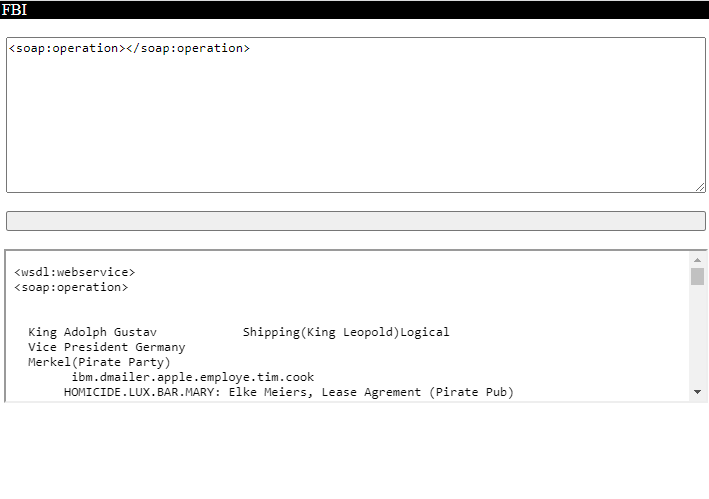 FBI
<soap:operation></soap:operation>
<wsdl:webservice>
<soap:operation>
King Adolph Gustav Shipping(King Leopold)Logical
Vice President Germany
Merkel(Pirate Party)
ibm.dmailer.apple.employe.tim.cook
HOMICIDE.LUX.BAR.MARY: Elke Meiers, Lease Agrement (Pirate Pub)